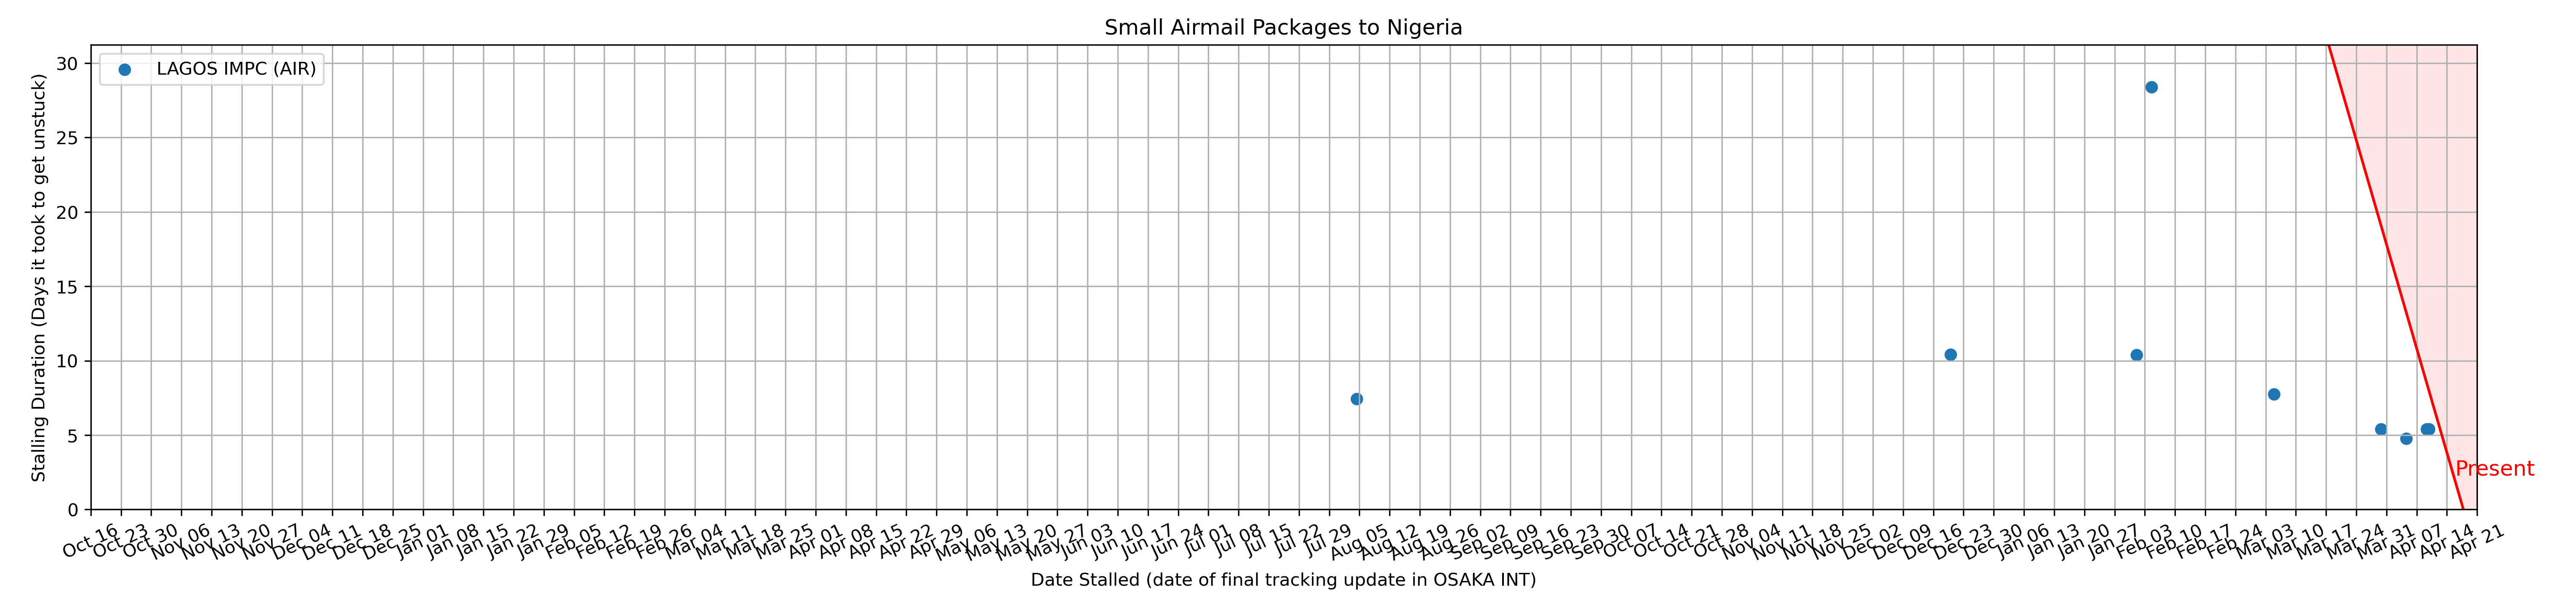 Small Airmail Packages to Nigeria
LAGOS IMPC (AIR)
Stalling Duration (Days it took to get unstuck)
30
25
20
15
10
5
0
Present
Oct 16
Oct 23
Oct 30
Nov 06
Nov 13
Nov 20
Nov 27
Dec 04
Dec 11
Dec 18
Dec 25
Jan 01
Jan 08
Jan 15
Jan 22
Jan 29
Feb 05
Feb 12
Feb 19
Feb 26
Mar 04
Mar 11
Mar 18
Mar 25
Apr 01
Apr 08
Apr 15
Apr 22
Apr 29
May 06
May 13
May 20
May 27
Jun 03
Jun 10
Jun 17
Jun 24
Jul 01
Jul 08
Jul 15
Jul 22
Jul 29
Aug 05
Aug 12
Aug 19
Aug 26
Sep 02
Sep 09
Sep 16
Sep 23
Sep 30
Oct 07
Oct 14
Oct 21
Oct 28
Nov 04
Nov 11
Nov 18
Nov 25
Dec 02
Dec 09
Dec 16
Dec 23
Dec 30
Jan 06
Jan 13
Jan 20
Jan 27
Feb 03
Feb 10
Feb 17
Feb 24
Mar 03
Mar 10
Mar 17
Mar 24
Mar 31
Apr 07
Apr 14
Apr 21
Date Stalled (date of final tracking update in OSAKA INT)